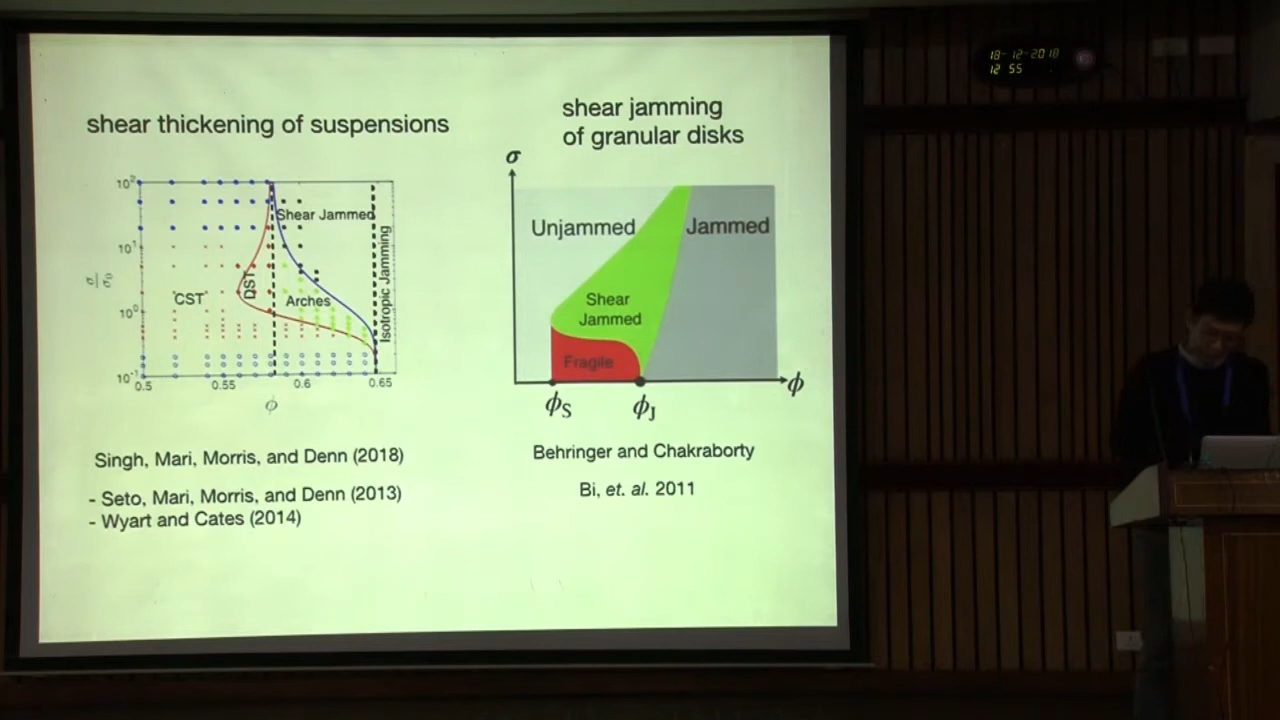 18-12-2018
12 55
shear thickening of suspensions
10²
10¹
10⁰
10⁻¹
σ/σ₀
Shear Jammed
CST
DST
Arches
Isotropic Jamming
0.5
0.55
0.6
0.65
ϕ
Singh, Mari, Morris, and Denn (2018)
- Seto, Mari, Morris, and Denn (2013)
- Wyart and Cates (2014)
shear jamming
of granular disks
σ
Unjammed
Jammed
Shear
Jammed
Fragile
ϕ
ϕS
ϕJ
Behringer and Chakraborty
Bi, et. al. 2011